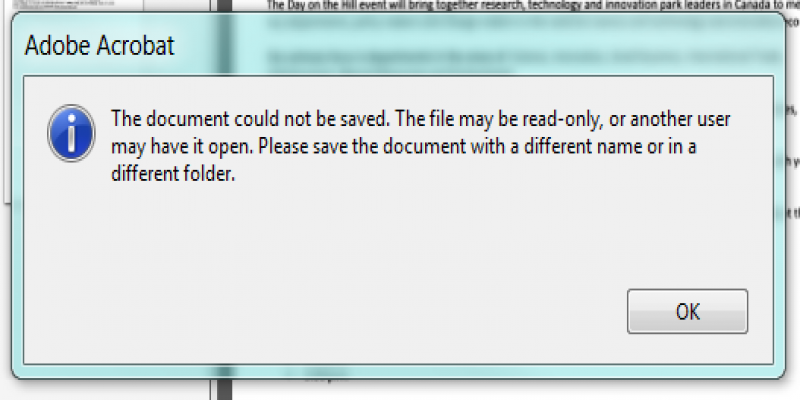 The Day on the Hill event will bring together research, technology and innovation park leaders in Canada to me
Adobe Acrobat
The document could not be saved. The file may be read-only, or another user
may have it open. Please save the document with a different name or in a
different folder.
OK